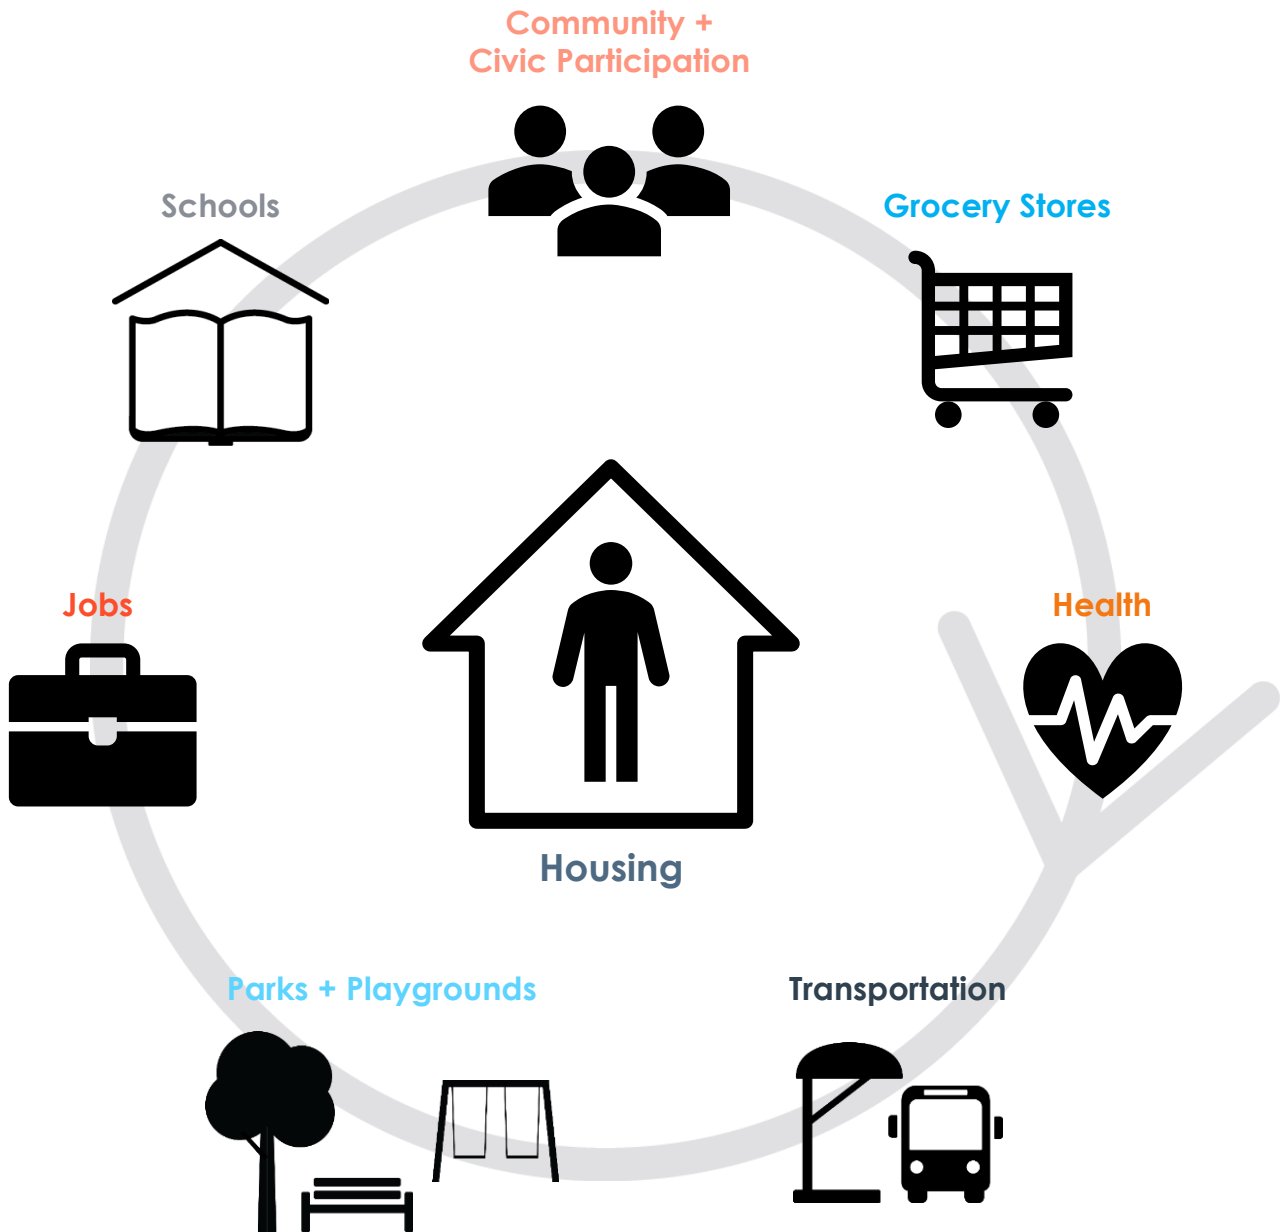 Community +
Civic Participation
Schools
Grocery Stores
Jobs
Health
Housing
Parks + Playgrounds
Transportation